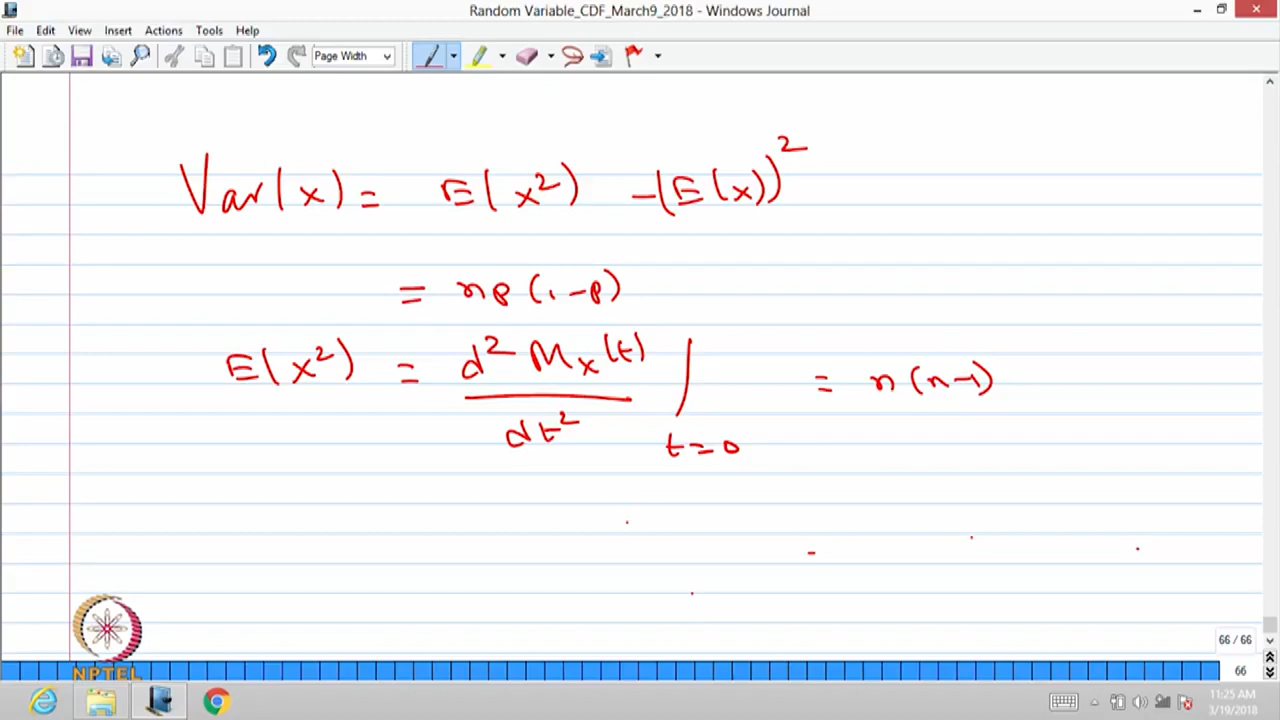 Random Variable_CDF_March9_2018 - Windows Journal
File Edit View Insert Actions Tools Help
Page Width
Var(x) = E(x²) -(E(x))²
= np(1-p)
E(x²) = d² Mx(t) / dt² | t=0 = n(n-1)
NPTEL
66 / 66
66
11:25 AM
3/19/2018